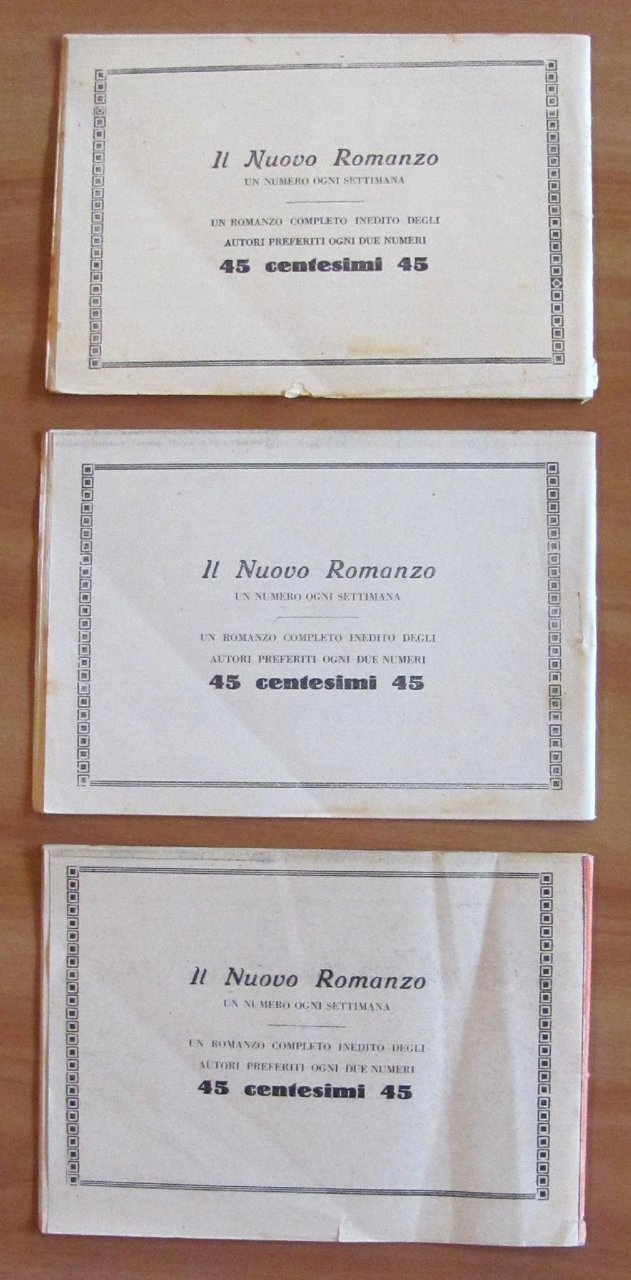 Il Nuovo Romanzo
UN NUMERO OGNI SETTIMANA
UN ROMANZO COMPLETO INEDITO DEGLI
AUTORI PREFERITI OGNI DUE NUMERI
45 centesimi 45
Il Nuovo Romanzo
UN NUMERO OGNI SETTIMANA
UN ROMANZO COMPLETO INEDITO DEGLI
AUTORI PREFERITI OGNI DUE NUMERI
45 centesimi 45
Il Nuovo Romanzo
UN NUMERO OGNI SETTIMANA
UN ROMANZO COMPLETO INEDITO DEGLI
AUTORI PREFERITI OGNI DUE NUMERI
45 centesimi 45